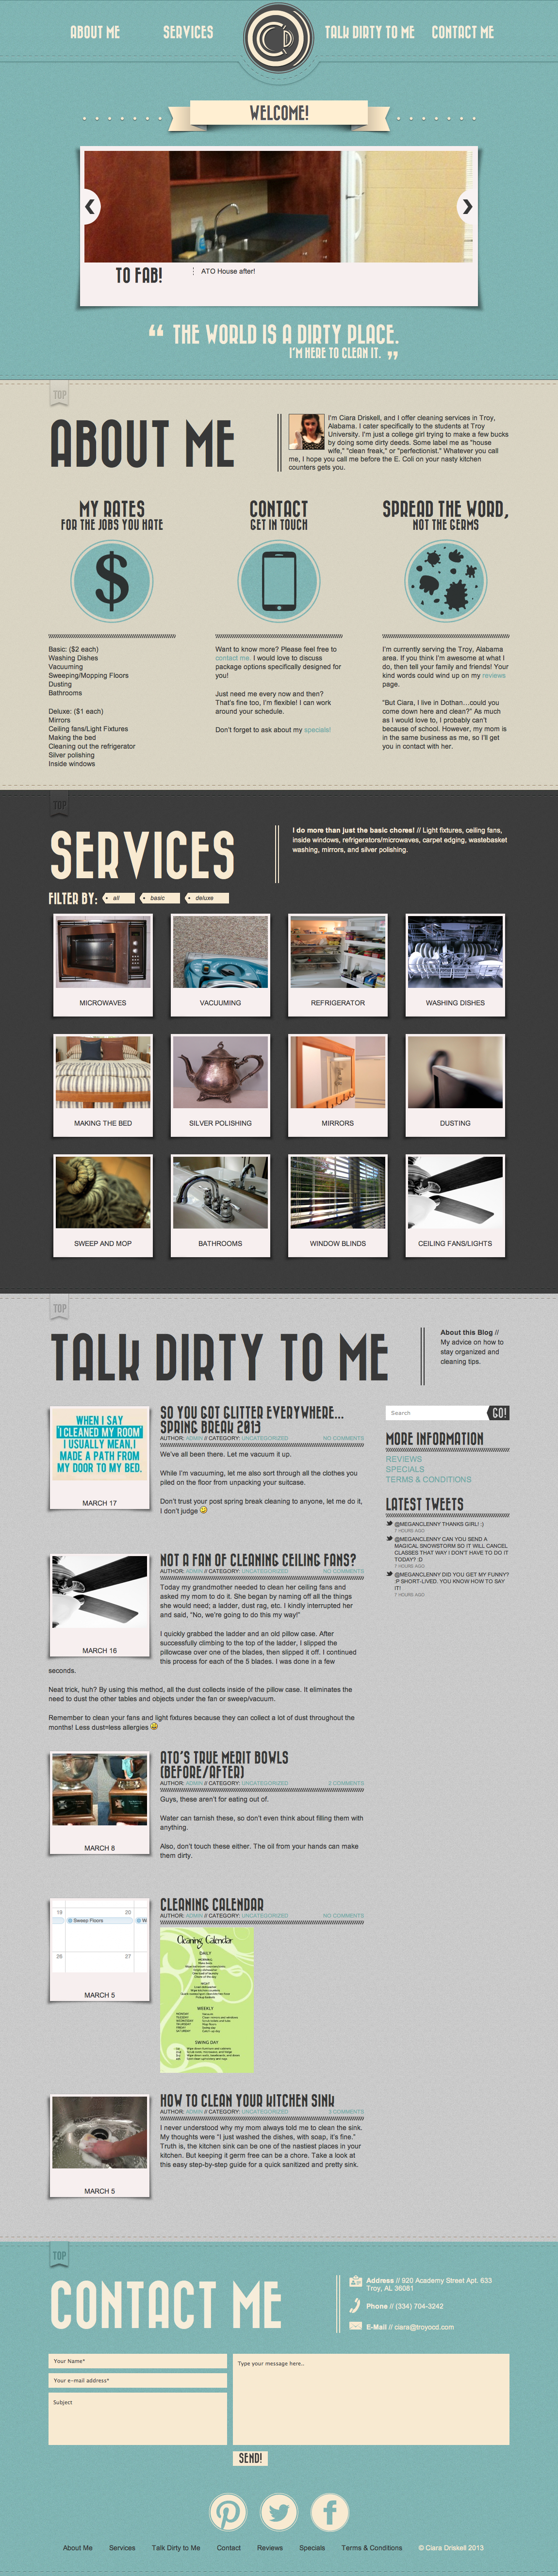 ABOUT ME SERVICES TALK DIRTY TO ME CONTACT ME
WELCOME!
TO FAB!
ATO House after!
“ THE WORLD IS A DIRTY PLACE.
I'M HERE TO CLEAN IT. ”
TOP
ABOUT ME
I'm Ciara Driskell, and I offer cleaning services in Troy,
Alabama. I cater specifically to the students at Troy
University. I'm just a college girl trying to make a few bucks
by doing some dirty deeds. Some label me as "house
wife," "clean freak," or "perfectionist." Whatever you call
me, I hope you call me before the E. Coli on your nasty kitchen
counters gets you.
MY RATES
FOR THE JOBS YOU HATE
$
Basic: ($2 each)
Washing Dishes
Vacuuming
Sweeping/Mopping Floors
Dusting
Bathrooms
Deluxe: ($1 each)
Mirrors
Ceiling fans/Light Fixtures
Making the bed
Cleaning out the refrigerator
Silver polishing
Inside windows
CONTACT
GET IN TOUCH
Want to know more? Please feel free to
contact me. I would love to discuss
package options specifically designed for
you!
Just need me every now and then?
That's fine too, I'm flexible! I can work
around your schedule.
Don't forget to ask about my specials!
SPREAD THE WORD,
NOT THE GERMS
I'm currently serving the Troy, Alabama
area. If you think I'm awesome at what I
do, then tell your family and friends! Your
kind words could wind up on my reviews
page.
"But Ciara, I live in Dothan...could you
come down here and clean?" As much
as I would love to, I probably can't
because of school. However, my mom is
in the same business as me, so I'll get
you in contact with her.
TOP
SERVICES
I do more than just the basic chores! // Light fixtures, ceiling fans,
inside windows, refrigerators/microwaves, carpet edging, wastebasket
washing, mirrors, and silver polishing.
FILTER BY: all basic deluxe
MICROWAVES VACUUMING REFRIGERATOR WASHING DISHES
MAKING THE BED SILVER POLISHING MIRRORS DUSTING
SWEEP AND MOP BATHROOMS WINDOW BLINDS CEILING FANS/LIGHTS
TOP
TALK DIRTY TO ME
About this Blog //
My advice on how to
stay organized and
cleaning tips.
WHEN I SAY
I CLEANED MY ROOM
I USUALLY MEAN, I
MADE A PATH FROM
MY DOOR TO MY BED.
MARCH 17
SO YOU GOT GLITTER EVERYWHERE...
SPRING BREAK 2013
AUTHOR: ADMIN // CATEGORY: UNCATEGORIZED NO COMMENTS
We've all been there. Let me vacuum it up.
While I'm vacuuming, let me also sort through all the clothes you
piled on the floor from unpacking your suitcase.
Don't trust your post spring break cleaning to anyone, let me do it,
I don't judge
MARCH 16
NOT A FAN OF CLEANING CEILING FANS?
AUTHOR: ADMIN // CATEGORY: UNCATEGORIZED NO COMMENTS
Today my grandmother needed to clean her ceiling fans and
asked my mom to do it. She began by naming off all the things
she would need; a ladder, dust rag, etc. I kindly interrupted her
and said, "No, we're going to do this my way!"
I quickly grabbed the ladder and an old pillow case. After
successfully climbing to the top of the ladder, I slipped the
pillowcase over one of the blades, then slipped it off. I continued
this process for each of the 5 blades. I was done in a few
seconds.
Neat trick, huh? By using this method, all the dust collects inside of the pillow case. It eliminates the
need to dust the other tables and objects under the fan or sweep/vacuum.
Remember to clean your fans and light fixtures because they can collect a lot of dust throughout the
months! Less dust=less allergies
MARCH 8
ATO'S TRUE MERIT BOWLS
(BEFORE/AFTER)
AUTHOR: ADMIN // CATEGORY: UNCATEGORIZED 2 COMMENTS
Guys, these aren't for eating out of.
Water can tarnish these, so don't even think about filling them with
anything.
Also, don't touch these either. The oil from your hands can make
them dirty.
19 20
Sweep Floors W
26 27
MARCH 5
CLEANING CALENDAR
AUTHOR: ADMIN // CATEGORY: UNCATEGORIZED NO COMMENTS
Cleaning Calendar
DAILY
WEEKLY
SWING DAY
MARCH 5
HOW TO CLEAN YOUR KITCHEN SINK
AUTHOR: ADMIN // CATEGORY: UNCATEGORIZED 3 COMMENTS
I never understood why my mom always told me to clean the sink.
My thoughts were "I just washed the dishes, with soap, it's fine."
Truth is, the kitchen sink can be one of the nastiest places in your
kitchen. But keeping it germ free can be a chore. Take a look at
this easy step-by-step guide for a quick sanitized and pretty sink.
Search GO!
MORE INFORMATION
REVIEWS
SPECIALS
TERMS & CONDITIONS
LATEST TWEETS
@MEGANCLENNY THANKS GIRL! :)
7 HOURS AGO
@MEGANCLENNY CAN YOU SEND A
MAGICAL SNOWSTORM SO IT WILL CANCEL
CLASSES THAT WAY I DON'T HAVE TO DO IT
TODAY? :D
7 HOURS AGO
@MEGANCLENNY DID YOU GET MY FUNNY?
:P SHORT-LIVED. YOU KNOW HOW TO SAY
IT!
7 HOURS AGO
TOP
CONTACT ME
Address // 920 Academy Street Apt. 633
Troy, AL 36081
Phone // (334) 704-3242
E-Mail // ciara@troyocd.com
Your Name*
Your e-mail address*
Subject
Type your message here..
SEND!
About Me Services Talk Dirty to Me Contact Reviews Specials Terms & Conditions © Ciara Driskell 2013